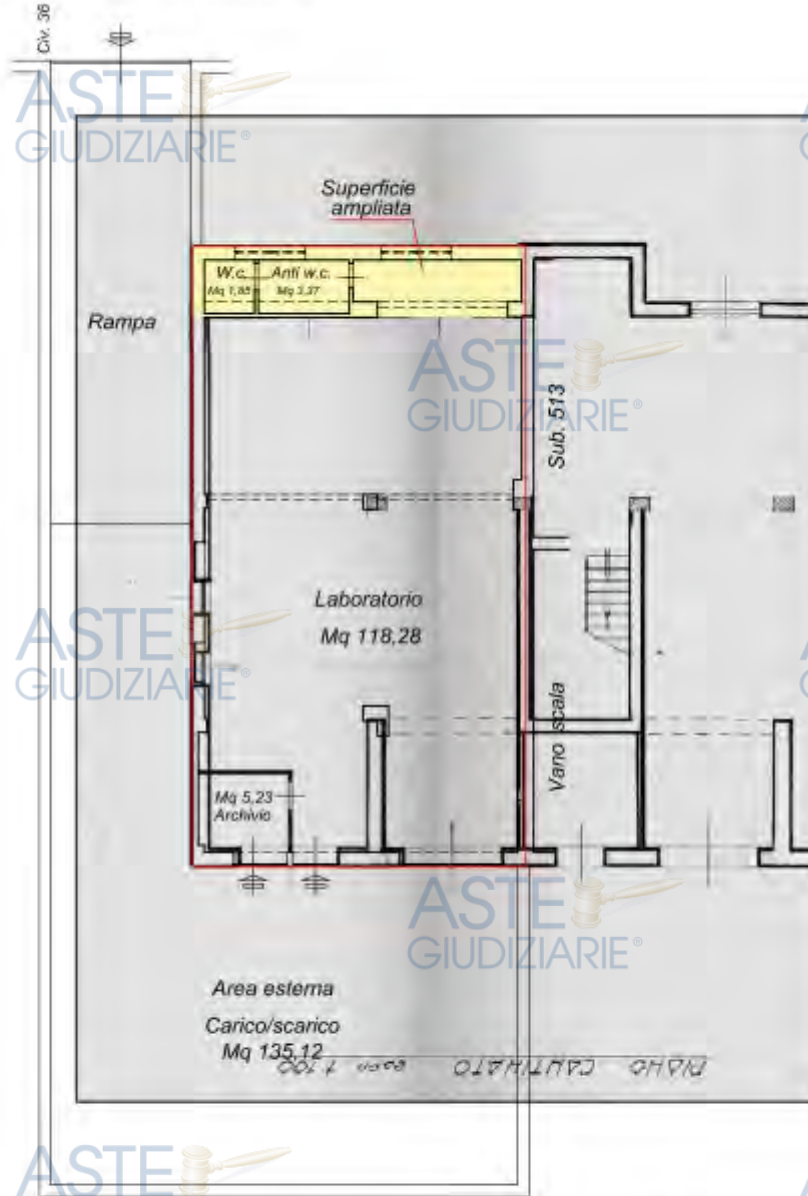 Civ. 36
ASTE
GIUDIZIARIE®
Superficie
ampliata
W.c.
Mq 1,85
Anti w.c.
Mq 3,37
Rampa
ASTE
GIUDIZIARIE®
Sub. 513
Laboratorio
Mq 118,28
ASTE
GIUDIZIARIE®
Vano scala
Mq 5,23
Archivio
ASTE
GIUDIZIARIE®
Area esterna
Carico/scarico
Mq 135,12
PIANO CANTINATO 1:100
ASTE